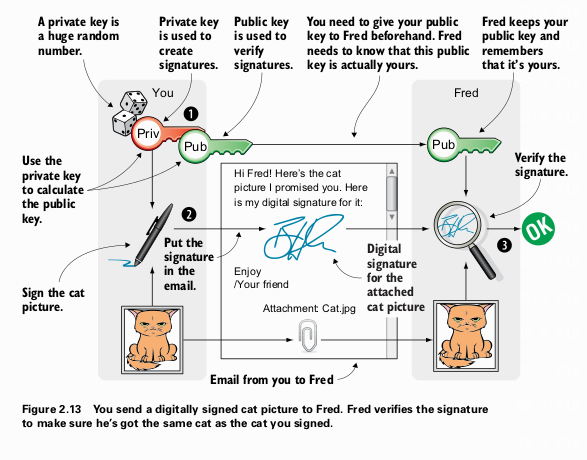 A private key is
a huge random
number.
Private key
is used to
create
signatures.
Public key
is used to
verify
signatures.
You need to give your public
key to Fred beforehand. Fred
needs to know that this public
key is actually yours.
Fred keeps your
public key and
remembers
that it's yours.
You
Fred
1
Priv
Pub
Pub
Use the
private key
to calculate
the public
key.
Verify the
signature.
Hi Fred! Here's the cat
picture I promised you. Here
is my digital signature for it:
2
Put the
signature
in the
email.
3
OK
Digital
signature
for the
attached
cat picture
Enjoy
/Your friend
Sign the cat
picture.
Attachment: Cat.jpg
Email from you to Fred
Figure 2.13 You send a digitally signed cat picture to Fred. Fred verifies the signature
to make sure he's got the same cat as the cat you signed.